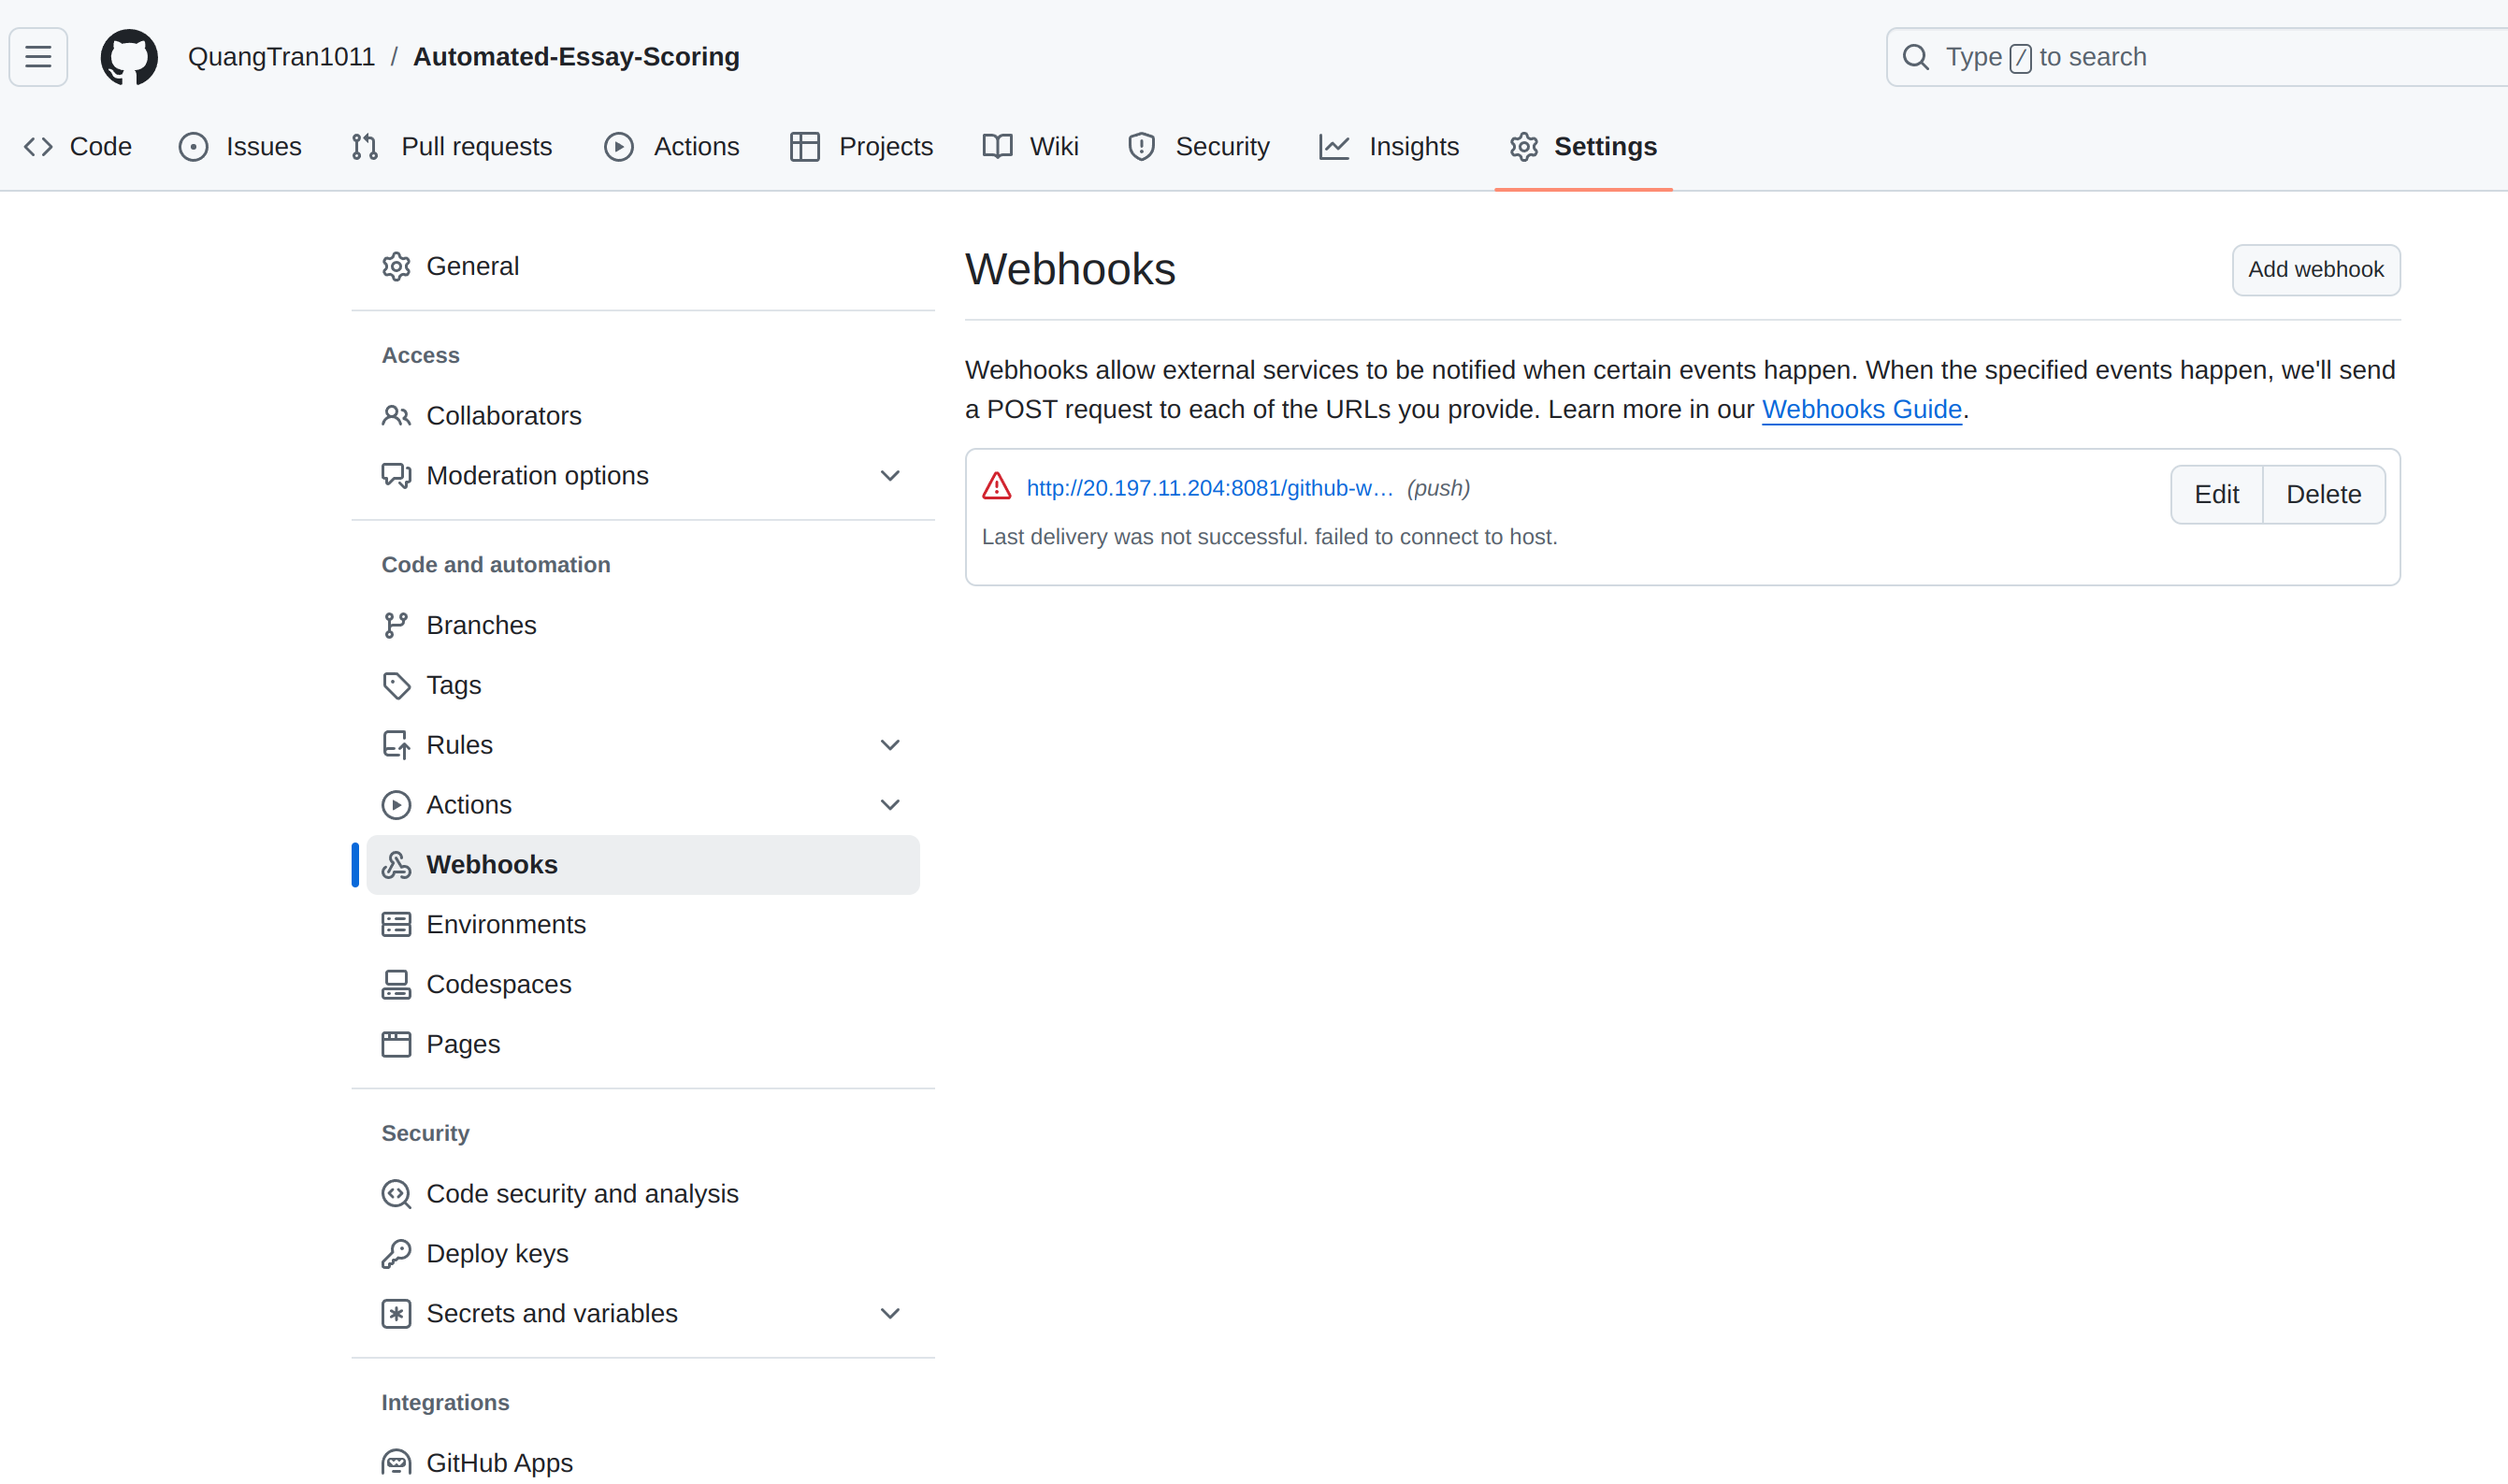 QuangTran1011 / Automated-Essay-Scoring
Type / to search
Code Issues Pull requests Actions Projects Wiki Security Insights Settings
General
Access
Collaborators
Moderation options
Code and automation
Branches
Tags
Rules
Actions
Webhooks
Environments
Codespaces
Pages
Security
Code security and analysis
Deploy keys
Secrets and variables
Integrations
GitHub Apps
Webhooks
Add webhook
Webhooks allow external services to be notified when certain events happen. When the specified events happen, we'll send
a POST request to each of the URLs you provide. Learn more in our Webhooks Guide.
http://20.197.11.204:8081/github-w… (push)
Edit Delete
Last delivery was not successful. failed to connect to host.